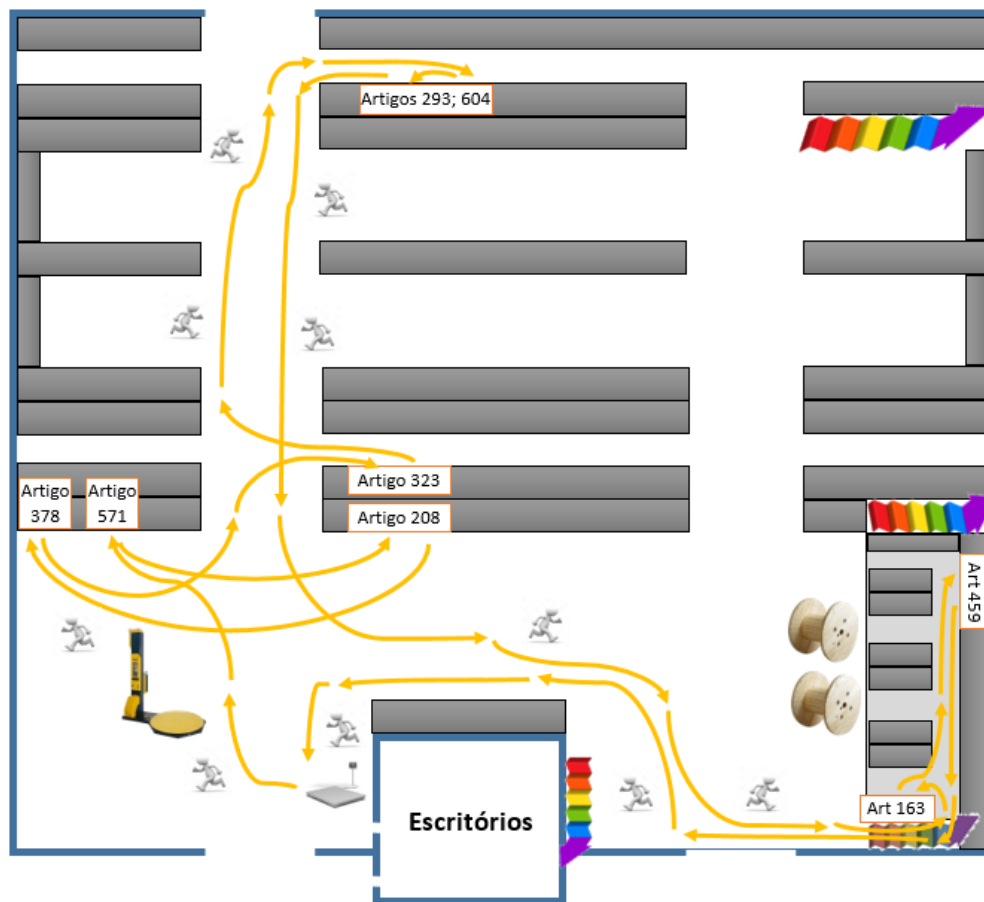 Artigos 293; 604
Artigo 323
Artigo
378
Artigo
571
Artigo 208
Art 459
Art 163
Escritórios